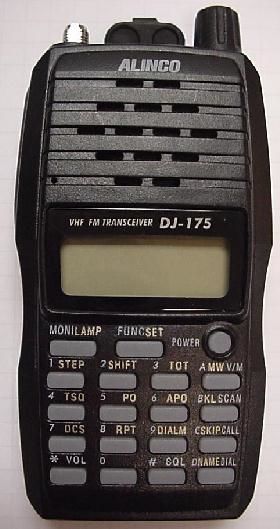 ALINCO
VHF FM TRANSCEIVER DJ-175
MONI LAMP FUNC SET POWER
1 STEP 2 SHIFT 3 TOT A MW V/M
4 TSQ 5 PO 6 APO B KL SCAN
7 DCS 8 RPT 9 DIALM C SKIP CALL
* VOL 0 # SQL D NAME DIAL